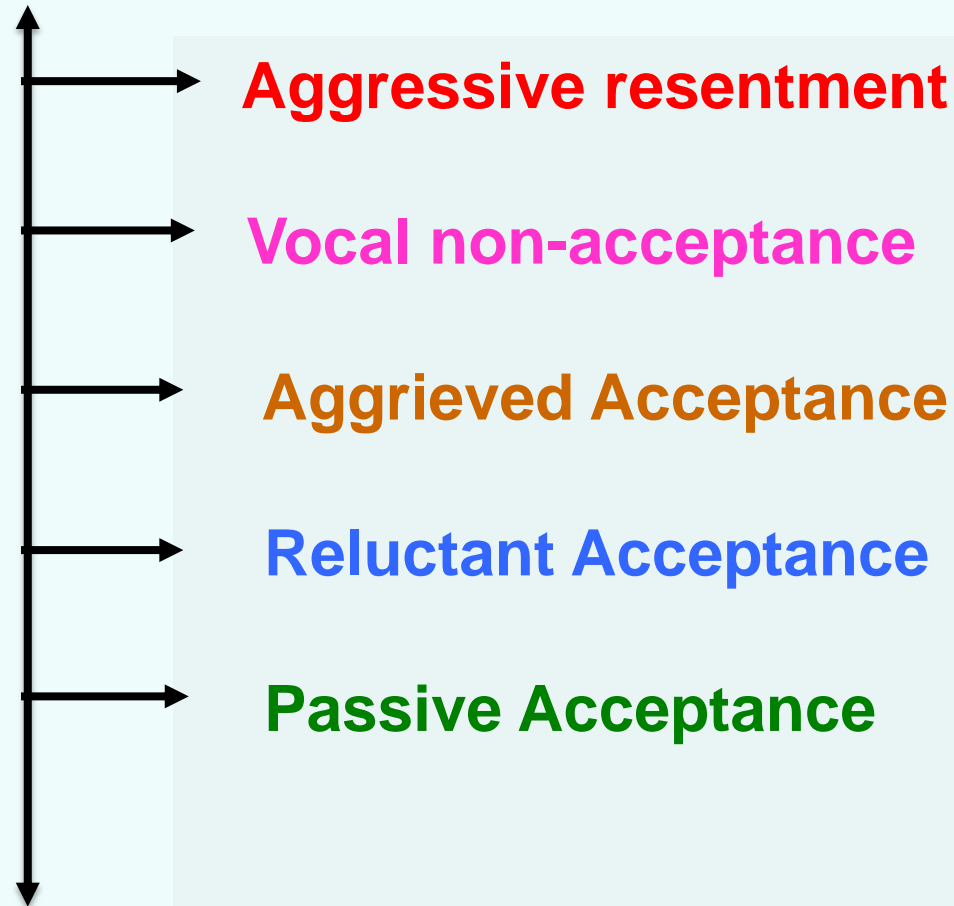 Aggressive resentment
Vocal non-acceptance
Aggrieved Acceptance
Reluctant Acceptance
Passive Acceptance